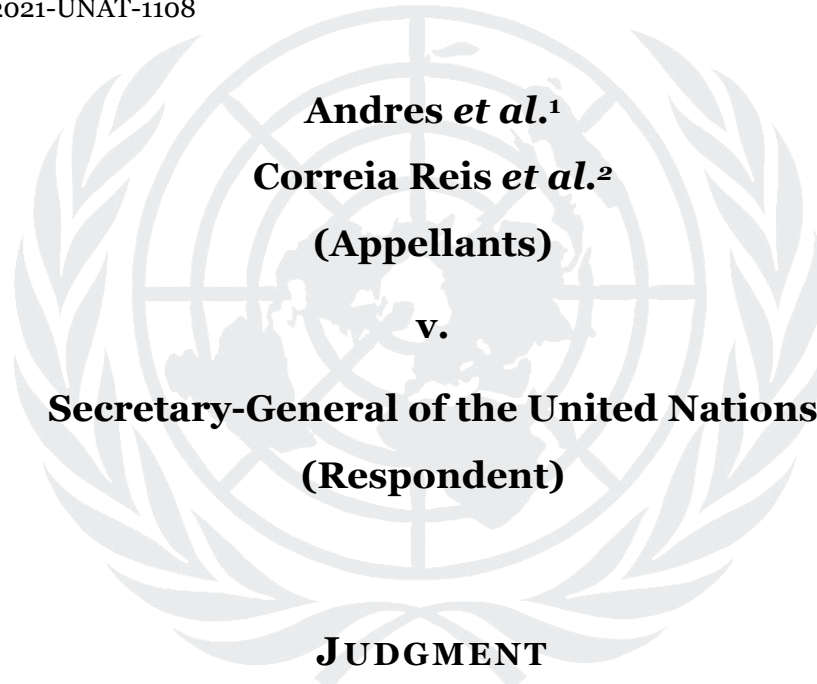 2021-UNAT-1108
Andres et al.¹
Correia Reis et al.²
(Appellants)
v.
Secretary-General of the United Nations
(Respondent)
JUDGMENT